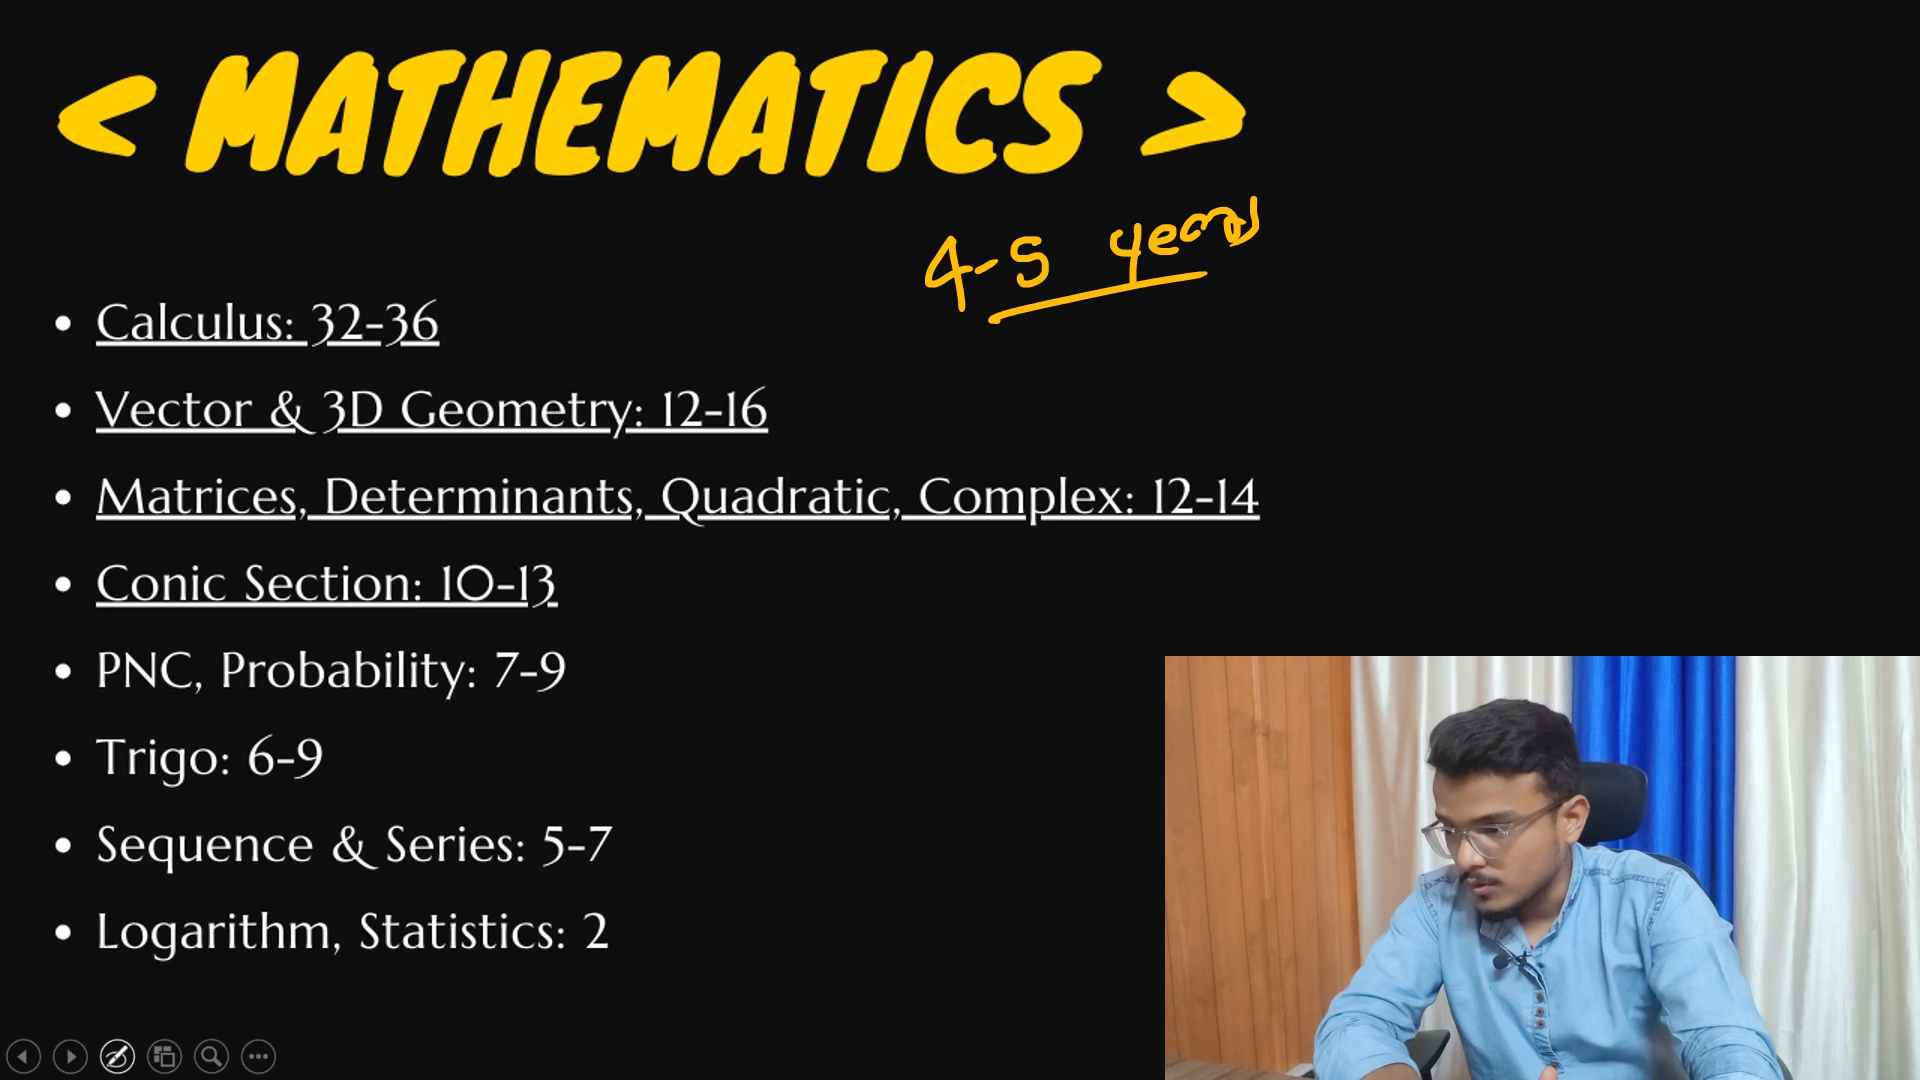 < MATHEMATICS >
4-5 years
• Calculus: 32-36
• Vector & 3D Geometry: 12-16
• Matrices, Determinants, Quadratic, Complex: 12-14
• Conic Section: 10-13
• PNC, Probability: 7-9
• Trigo: 6-9
• Sequence & Series: 5-7
• Logarithm, Statistics: 2